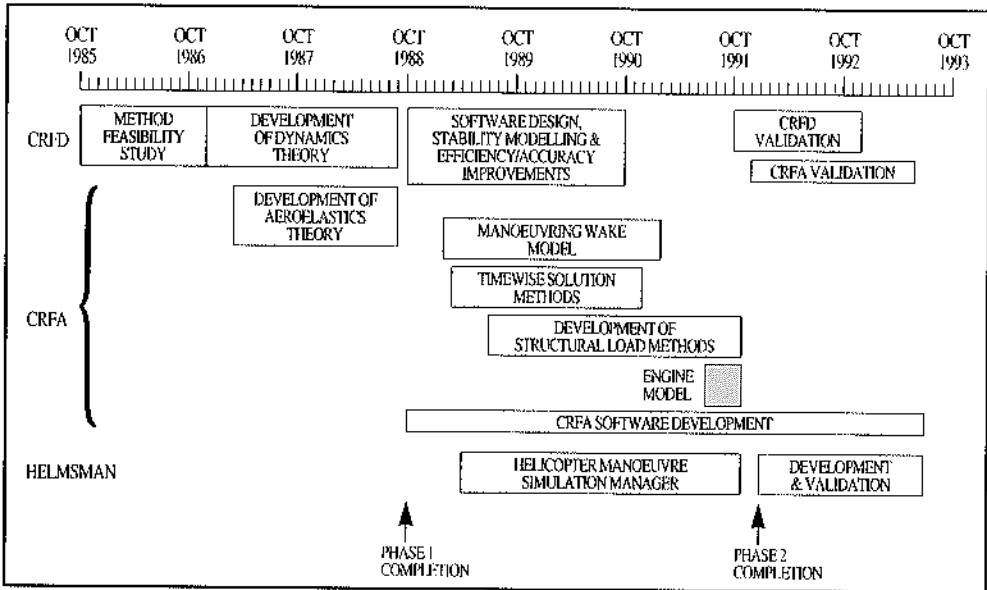 OCT OCT OCT OCT OCT OCT OCT OCT OCT
1985 1986 1987 1988 1989 1990 1991 1992 1993
CRFD
METHOD
FEASIBILITY
STUDY
DEVELOPMENT
OF DYNAMICS
THEORY
SOFTWARE DESIGN,
STABILITY MODELLING &
EFFICIENCY/ACCURACY
IMPROVEMENTS
CRFD
VALIDATION
CRFA VALIDATION
DEVELOPMENT OF
AEROELASTICS
THEORY
MANOEUVRING WAKE
MODEL
TIMEWISE SOLUTION
METHODS
CRFA
DEVELOPMENT OF
STRUCTURAL LOAD METHODS
ENGINE
MODEL
CRFA SOFTWARE DEVELOPMENT
HELMSMAN
HELICOPTER MANOEUVRE
SIMULATION MANAGER
DEVELOPMENT
& VALIDATION
PHASE 1
COMPLETION
PHASE 2
COMPLETION